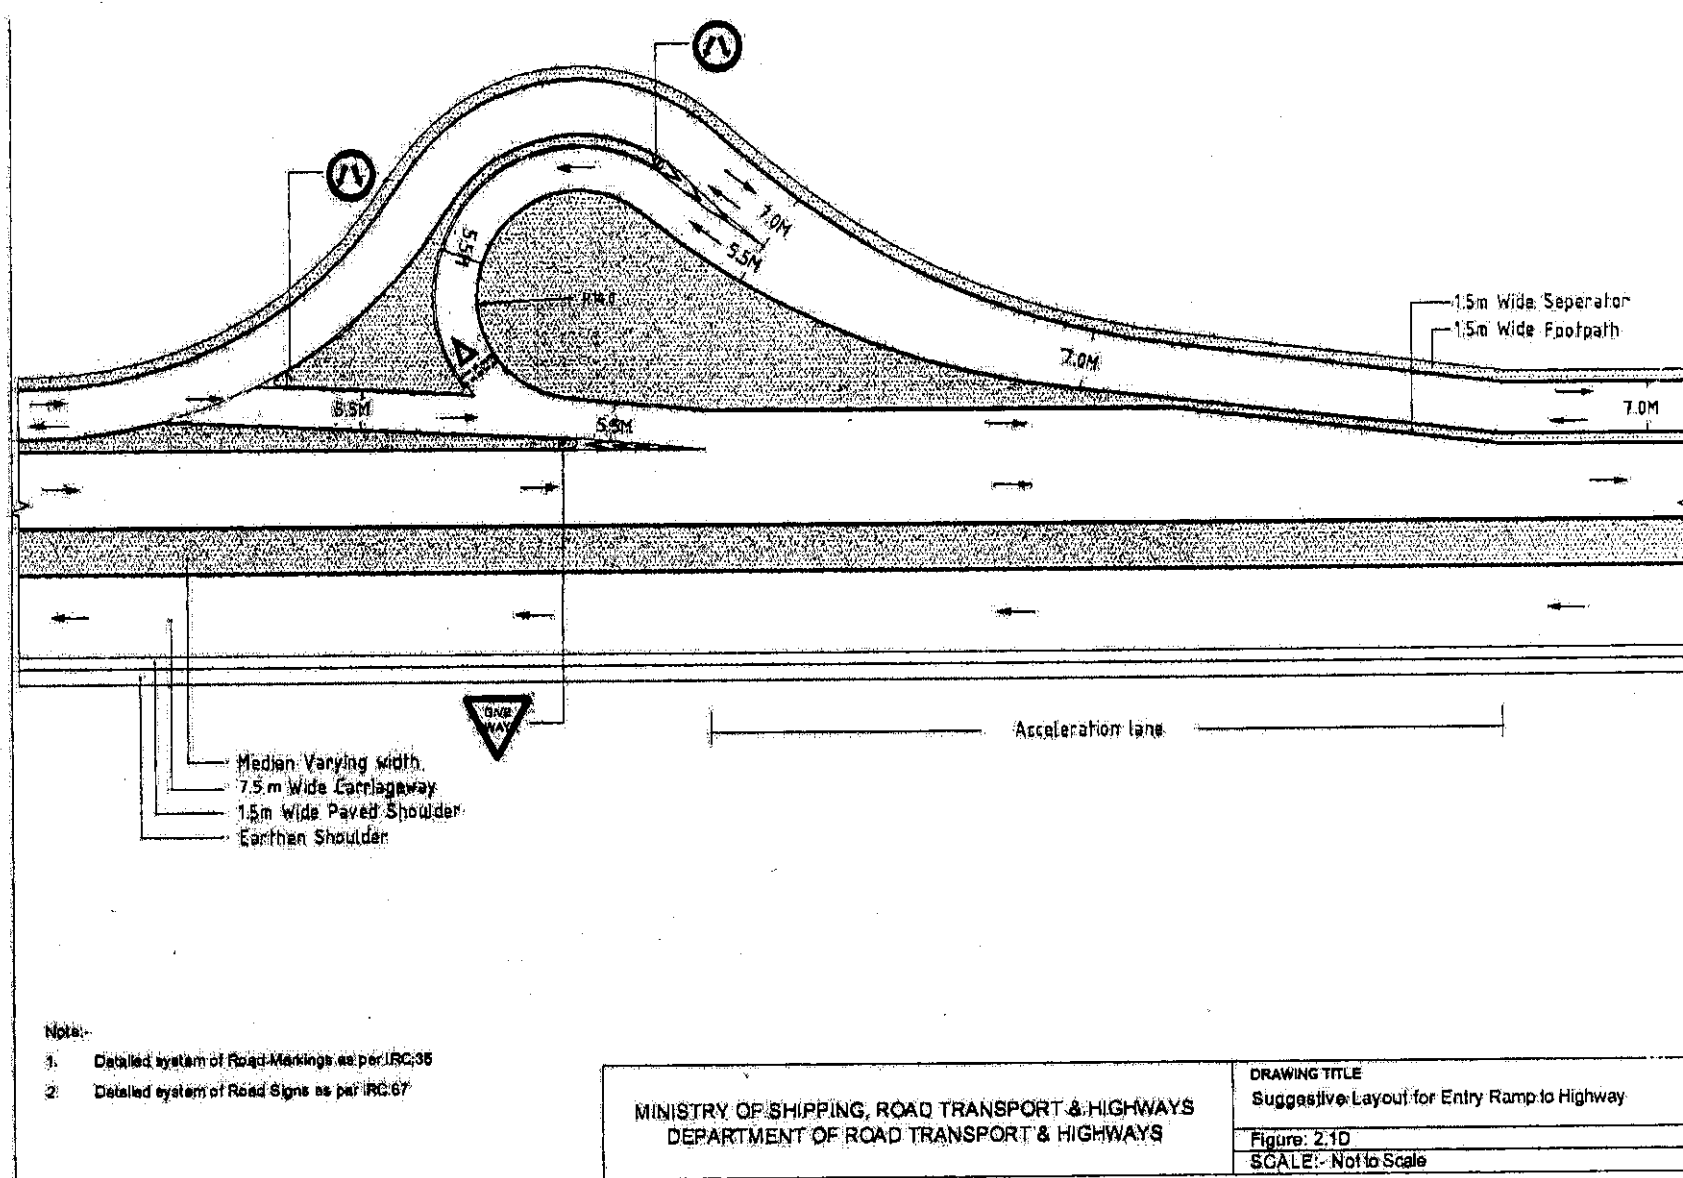 7.0M
5.5M
5.5M
1.5m Wide Seperator
1.5m Wide Footpath
7.0M
7.0M
5.5M
GIVE
WAY
Acceleration lane
Median Varying width
7.5 m Wide Carriageway
1.5m Wide Paved Shoulder
Earthen Shoulder
Note:-
1. Detailed system of Road Markings as per IRC:35
2 Detailed system of Road Signs as per IRC:67
MINISTRY OF SHIPPING, ROAD TRANSPORT & HIGHWAYS
DEPARTMENT OF ROAD TRANSPORT & HIGHWAYS
DRAWING TITLE
Suggestive Layout for Entry Ramp to Highway
Figure: 2.1D
SCALE:- Not to Scale